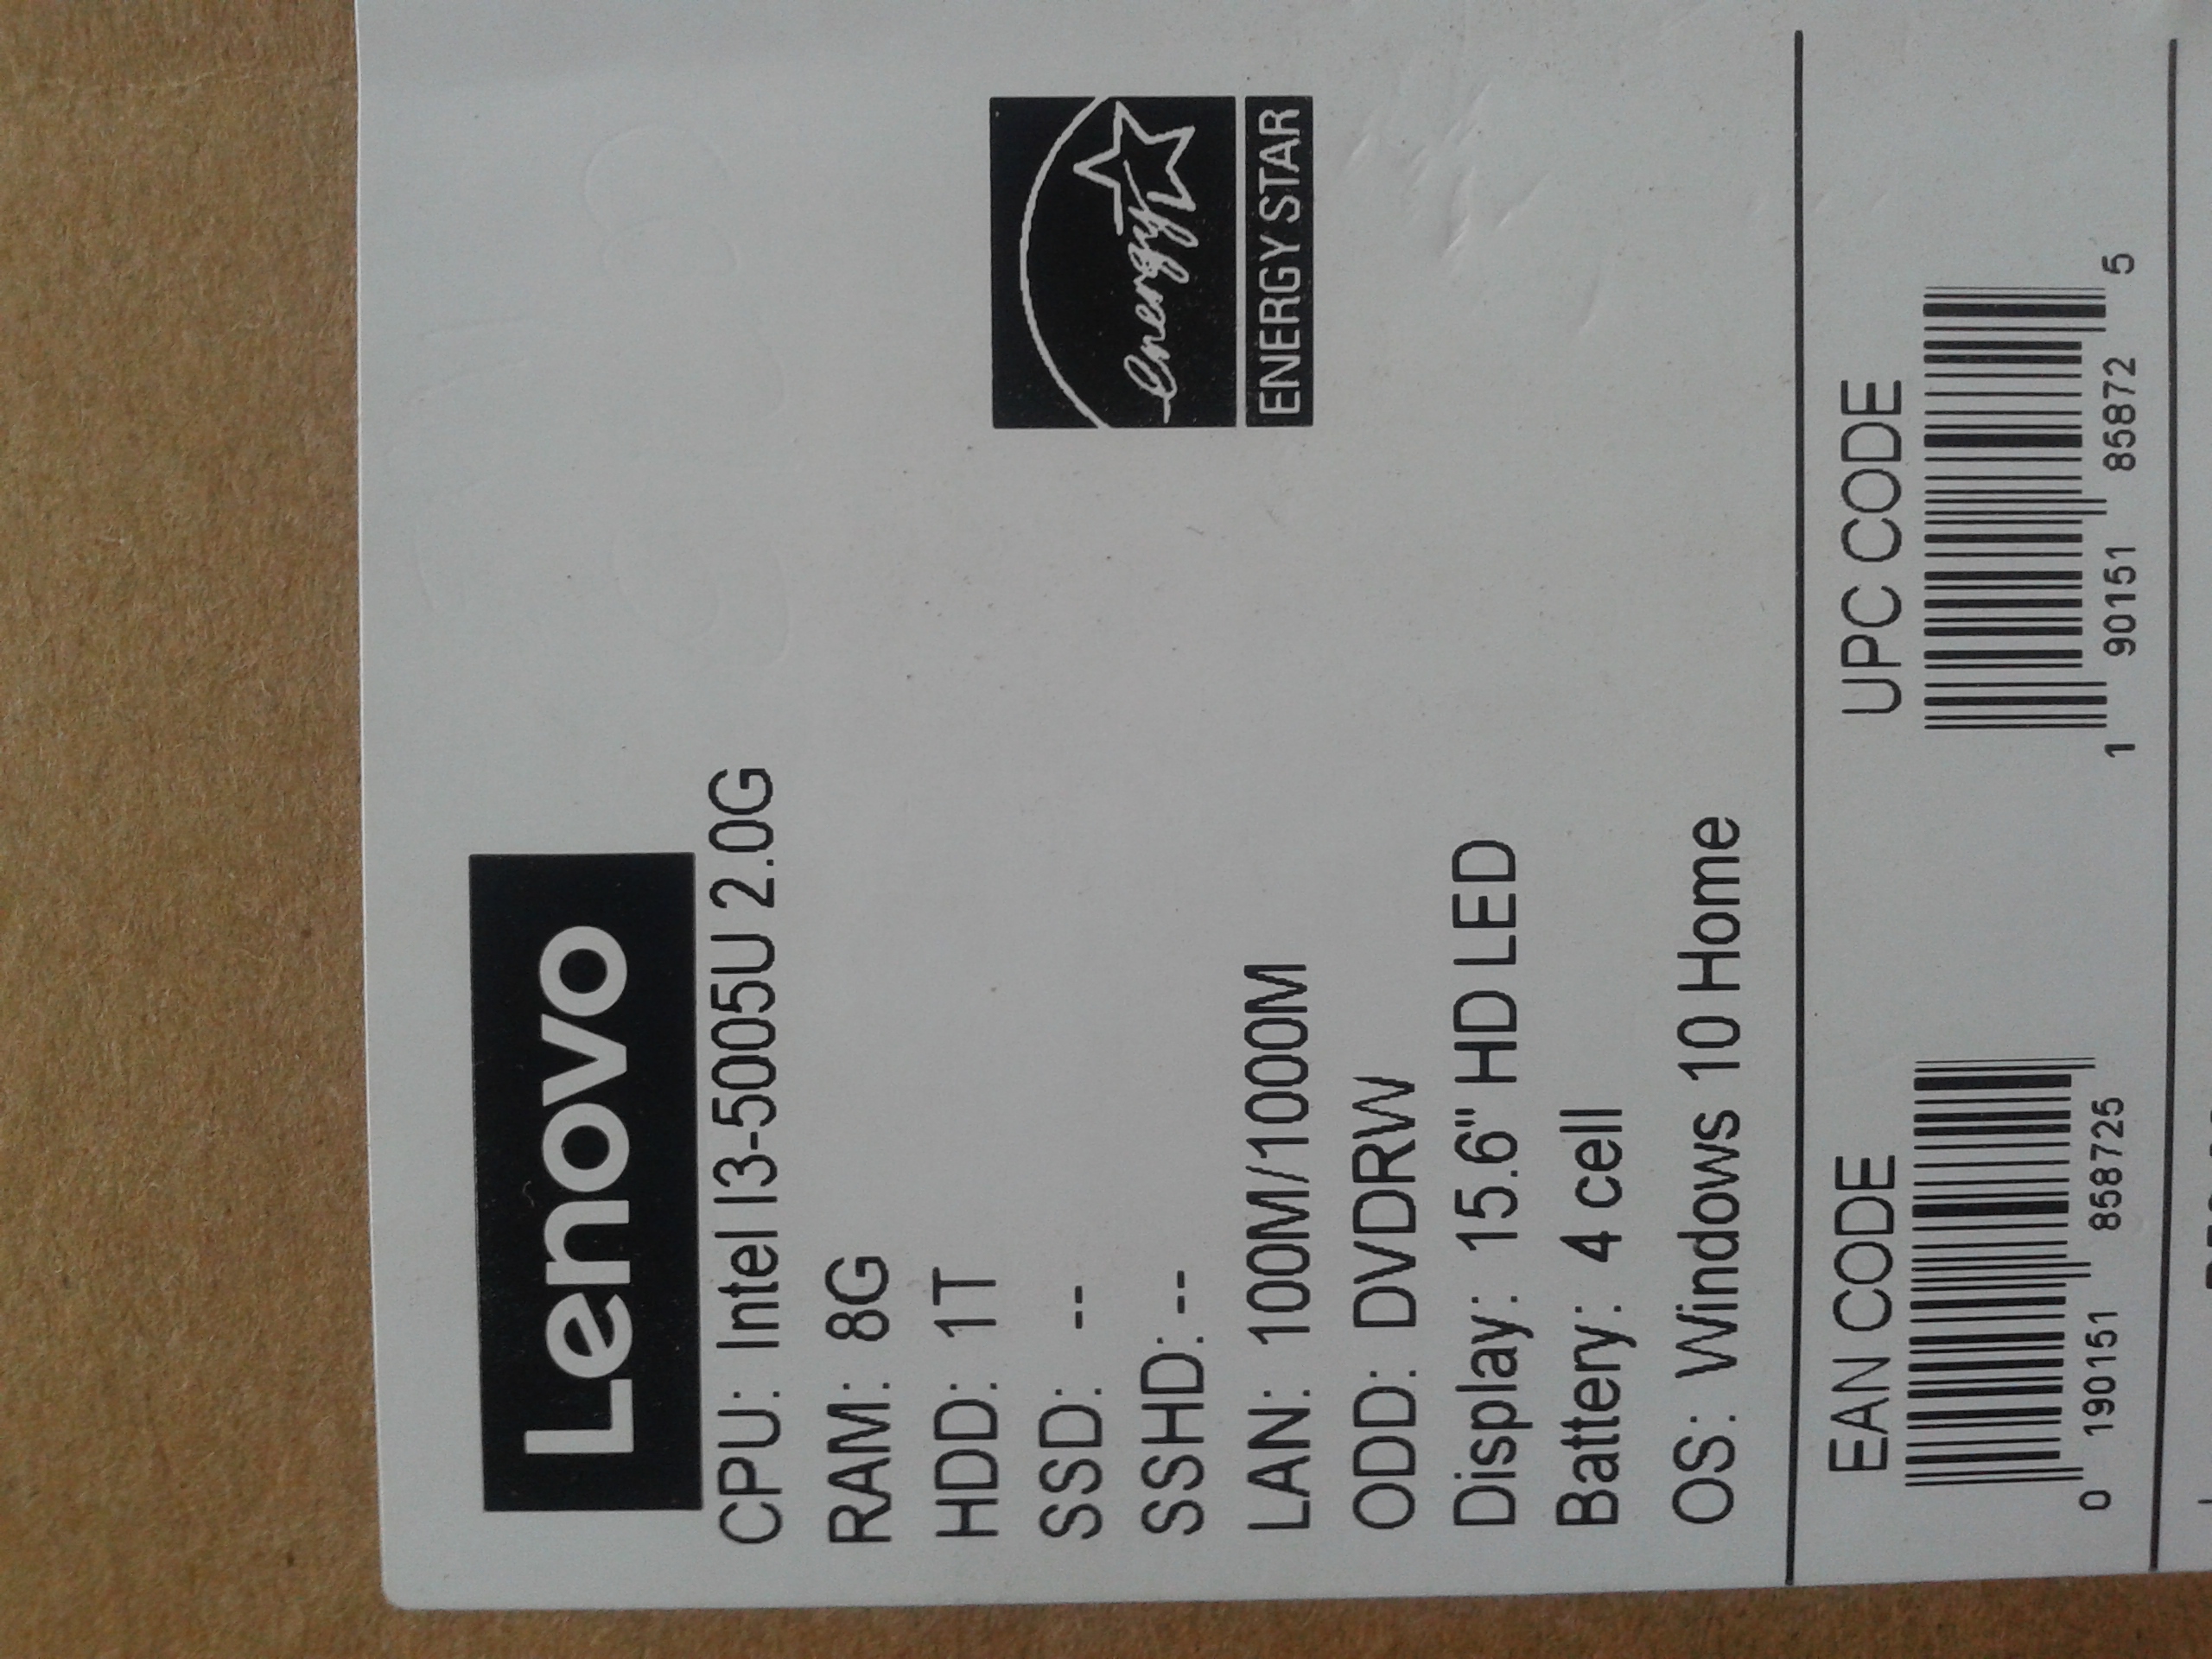 Lenovo
CPU: Intel I3-5005U 2.0G
RAM: 8G
HDD: 1T
SSD: --
SSHD: --
LAN: 100M/1000M
ODD: DVDRW
Display: 15.6" HD LED
Battery: 4 cell
OS: Windows 10 Home
energy
ENERGY STAR
EAN CODE
0 190151 858725
UPC CODE
1 90151 85872 5